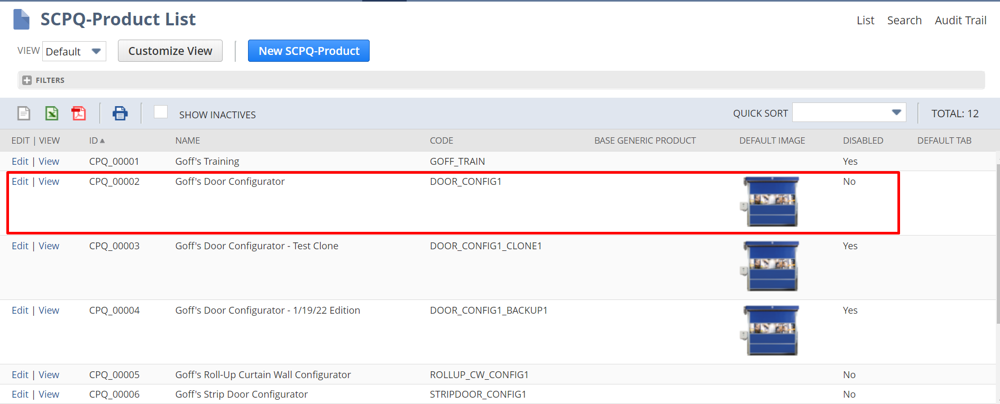 SCPQ-Product List
List Search Audit Trail
VIEW Default Customize View New SCPQ-Product
FILTERS
SHOW INACTIVES QUICK SORT TOTAL: 12
EDIT | VIEW ID NAME CODE BASE GENERIC PRODUCT DEFAULT IMAGE DISABLED DEFAULT TAB
Edit | View CPQ_00001 Goff's Training GOFF_TRAIN Yes
Edit | View CPQ_00002 Goff's Door Configurator DOOR_CONFIG1 No
Edit | View CPQ_00003 Goff's Door Configurator - Test Clone DOOR_CONFIG1_CLONE1 Yes
Edit | View CPQ_00004 Goff's Door Configurator - 1/19/22 Edition DOOR_CONFIG1_BACKUP1 Yes
Edit | View CPQ_00005 Goff's Roll-Up Curtain Wall Configurator ROLLUP_CW_CONFIG1 No
Edit | View CPQ_00006 Goff's Strip Door Configurator STRIPDOOR_CONFIG1 No